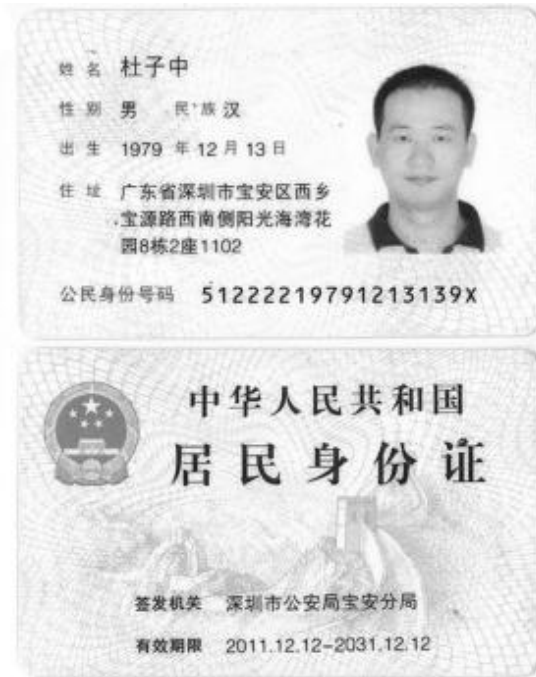 姓名 杜子中
性别 男 民族 汉
出生 1979 年 12 月 13 日
住址 广东省深圳市宝安区西乡
宝源路西南侧阳光海湾花
园8栋2座1102
公民身份号码 51222219791213139X
中华人民共和国
居民身份证
签发机关 深圳市公安局宝安分局
有效期限 2011.12.12-2031.12.12